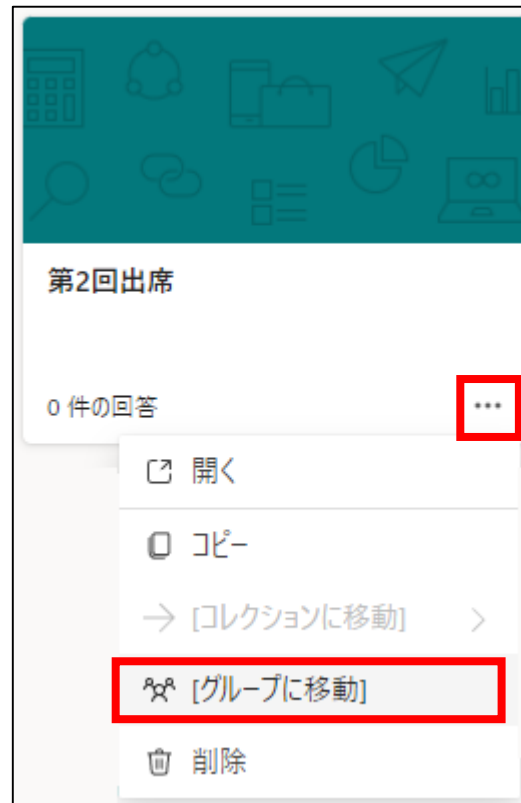 第2回出席
0 件の回答
開く
コピー
[コレクションに移動]
[グループに移動]
削除